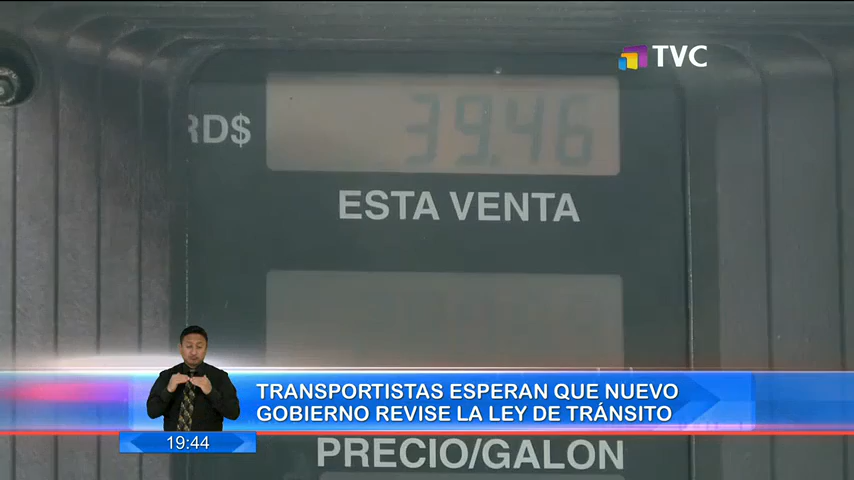 TVC
RD$ 39.46
ESTA VENTA
TRANSPORTISTAS ESPERAN QUE NUEVO
GOBIERNO REVISE LA LEY DE TRÁNSITO
19:44
PRECIO/GALON